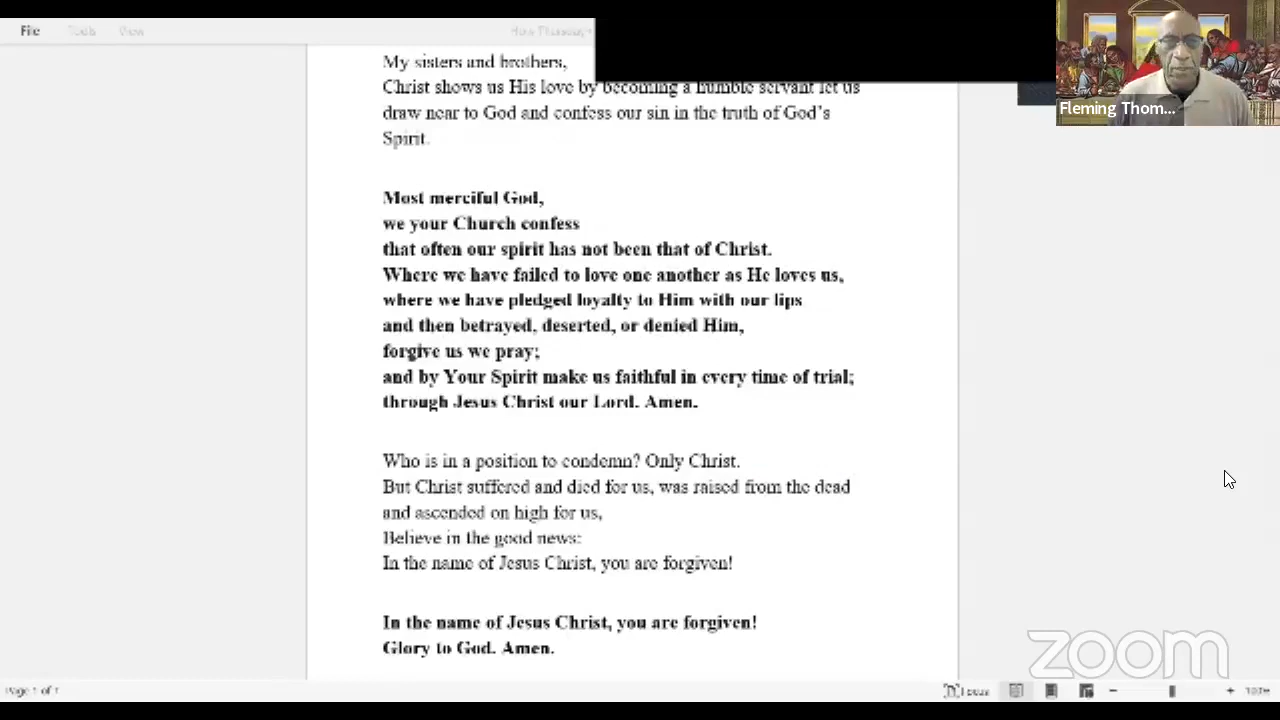 File
Tools
View
Fleming Thom...
My sisters and brothers,
Christ shows us His love by becoming a humble servant let us
draw near to God and confess our sin in the truth of God's
Spirit.
Most merciful God,
we your Church confess
that often our spirit has not been that of Christ.
Where we have failed to love one another as He loves us,
where we have pledged loyalty to Him with our lips
and then betrayed, deserted, or denied Him,
forgive us we pray;
and by Your Spirit make us faithful in every time of trial;
through Jesus Christ our Lord. Amen.
Who is in a position to condemn? Only Christ.
But Christ suffered and died for us, was raised from the dead
and ascended on high for us,
Believe in the good news:
In the name of Jesus Christ, you are forgiven!
In the name of Jesus Christ, you are forgiven!
Glory to God. Amen.
zoom
Page 1 of 1
Focus